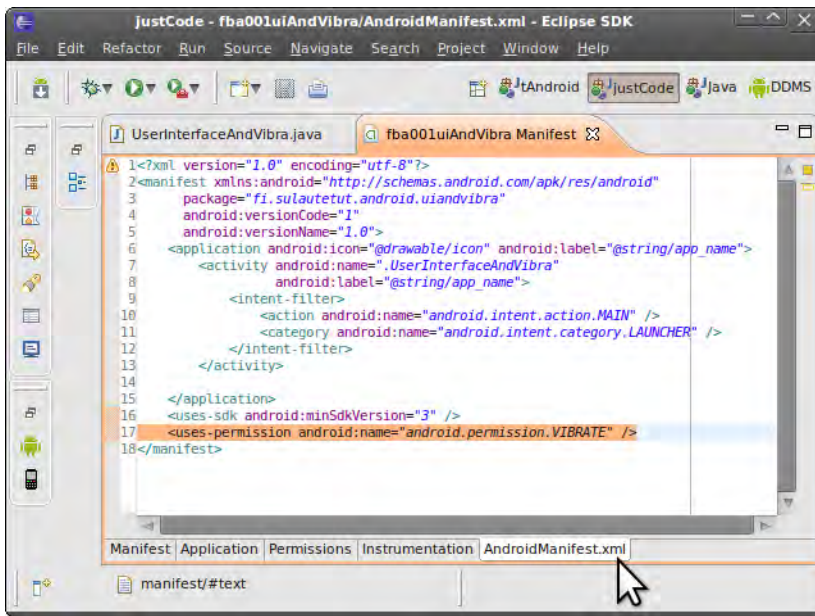 justCode - fba001uiAndVibra/AndroidManifest.xml - Eclipse SDK
File Edit Refactor Run Source Navigate Search Project Window Help
JtAndroid justCode Java DDMS
UserInterfaceAndVibra.java fba001uiAndVibra Manifest
1 <?xml version="1.0" encoding="utf-8"?>
2 <manifest xmlns:android="http://schemas.android.com/apk/res/android"
3 package="fi.sulautetut.android.uiandvibra"
4 android:versionCode="1"
5 android:versionName="1.0">
6 <application android:icon="@drawable/icon" android:label="@string/app_name">
7 <activity android:name=".UserInterfaceAndVibra"
8 android:label="@string/app_name">
9 <intent-filter>
10 <action android:name="android.intent.action.MAIN" />
11 <category android:name="android.intent.category.LAUNCHER" />
12 </intent-filter>
13 </activity>
14
15 </application>
16 <uses-sdk android:minSdkVersion="3" />
17 <uses-permission android:name="android.permission.VIBRATE" />
18 </manifest>
Manifest Application Permissions Instrumentation AndroidManifest.xml
manifest/#text